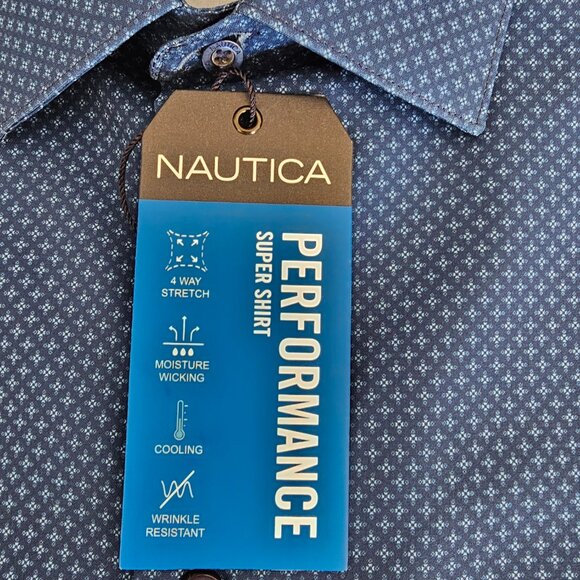 NAUTICA
PERFORMANCE
SUPER SHIRT
4 WAY
STRETCH
MOISTURE
WICKING
COOLING
WRINKLE
RESISTANT